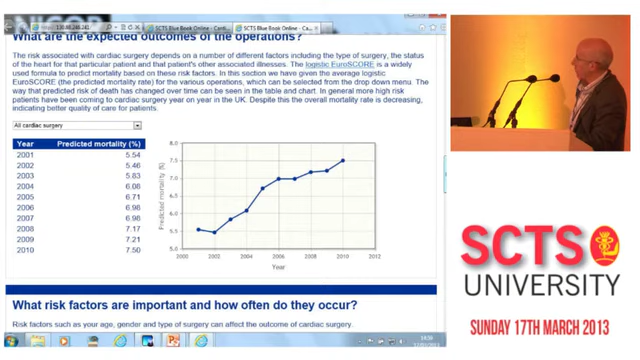 What are the expected outcomes of the operations?
SCTS Blue Book Online - Card...
SCTS Blue Book Online - Ca...
The risk associated with cardiac surgery depends on a number of different factors including the type of surgery, the status
of the heart for that particular patient and that patient's other associated illnesses. The logistic EuroSCORE is a widely
used formula to predict mortality based on these risk factors. In this section we have given the average logistic
EuroSCORE (the predicted mortality rate) for the various operations, which can be selected from the drop down menu. The
way that predicted risk of death has changed over time can be seen in the table and chart. In general more high risk
patients have been coming to cardiac surgery year on year in the UK. Despite this the overall mortality rate is decreasing,
indicating better quality of care for patients.
All cardiac surgery
Year Predicted mortality (%)
2001 5.54
2002 5.46
2003 5.83
2004 6.08
2005 6.71
2006 6.98
2007 6.98
2008 7.17
2009 7.21
2010 7.50
Predicted mortality (%)
8.0
7.5
7.0
6.5
6.0
5.5
5.0
2000 2002 2004 2006 2008 2010 2012
Year
What risk factors are important and how often do they occur?
Risk factors such as your age, gender and type of surgery can affect the outcome of cardiac surgery.
SCTS
UNIVERSITY
SUNDAY 17TH MARCH 2013